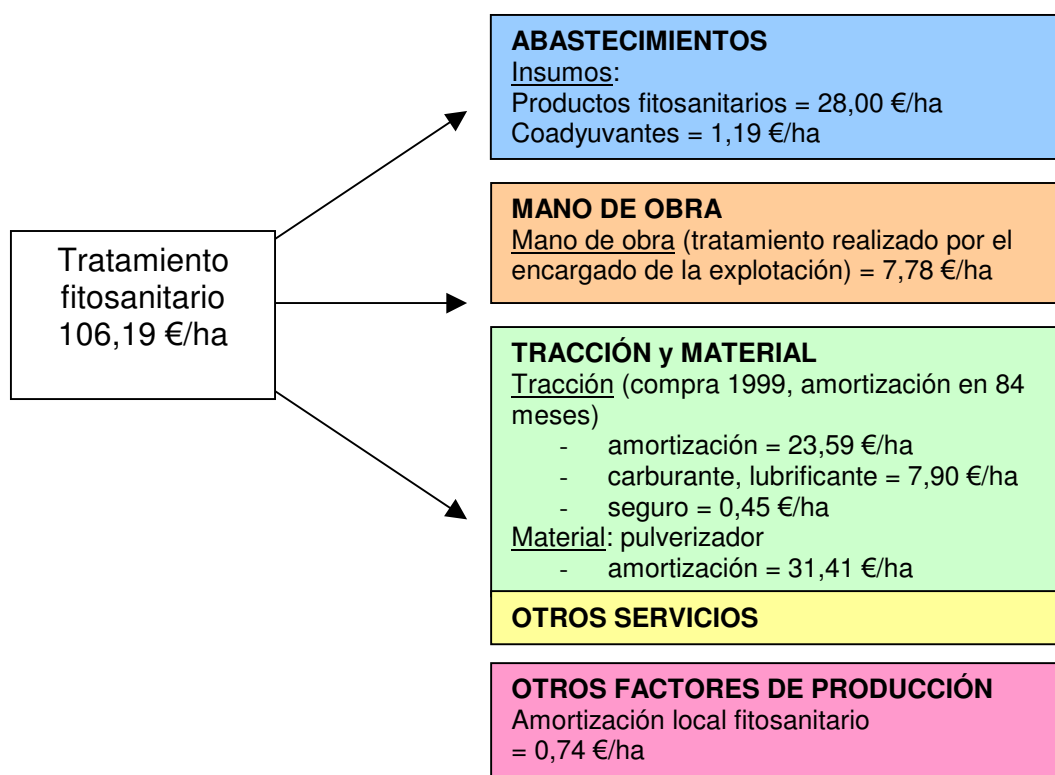 Tratamiento
fitosanitario
106,19 €/ha
ABASTECIMIENTOS
Insumos:
Productos fitosanitarios = 28,00 €/ha
Coadyuvantes = 1,19 €/ha
MANO DE OBRA
Mano de obra (tratamiento realizado por el
encargado de la explotación) = 7,78 €/ha
TRACCIÓN y MATERIAL
Tracción (compra 1999, amortización en 84
meses)
- amortización = 23,59 €/ha
- carburante, lubrificante = 7,90 €/ha
- seguro = 0,45 €/ha
Material: pulverizador
- amortización = 31,41 €/ha
OTROS SERVICIOS
OTROS FACTORES DE PRODUCCIÓN
Amortización local fitosanitario
= 0,74 €/ha